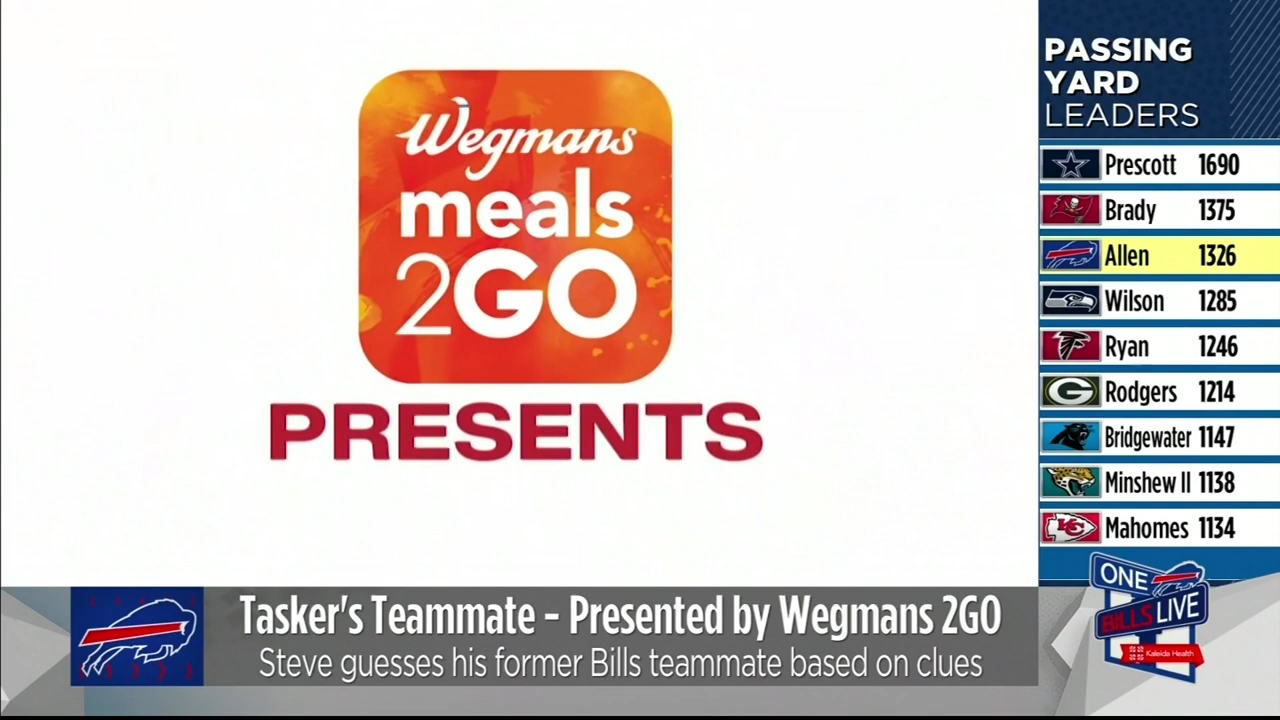 Wegmans
meals
2GO
PRESENTS
PASSING
YARD
LEADERS
Prescott 1690
Brady 1375
Allen 1326
Wilson 1285
Ryan 1246
Rodgers 1214
Bridgewater 1147
Minshew II 1138
Mahomes 1134
Tasker's Teammate - Presented by Wegmans 2GO
Steve guesses his former Bills teammate based on clues
ONE
BILLS LIVE
Kaleida Health